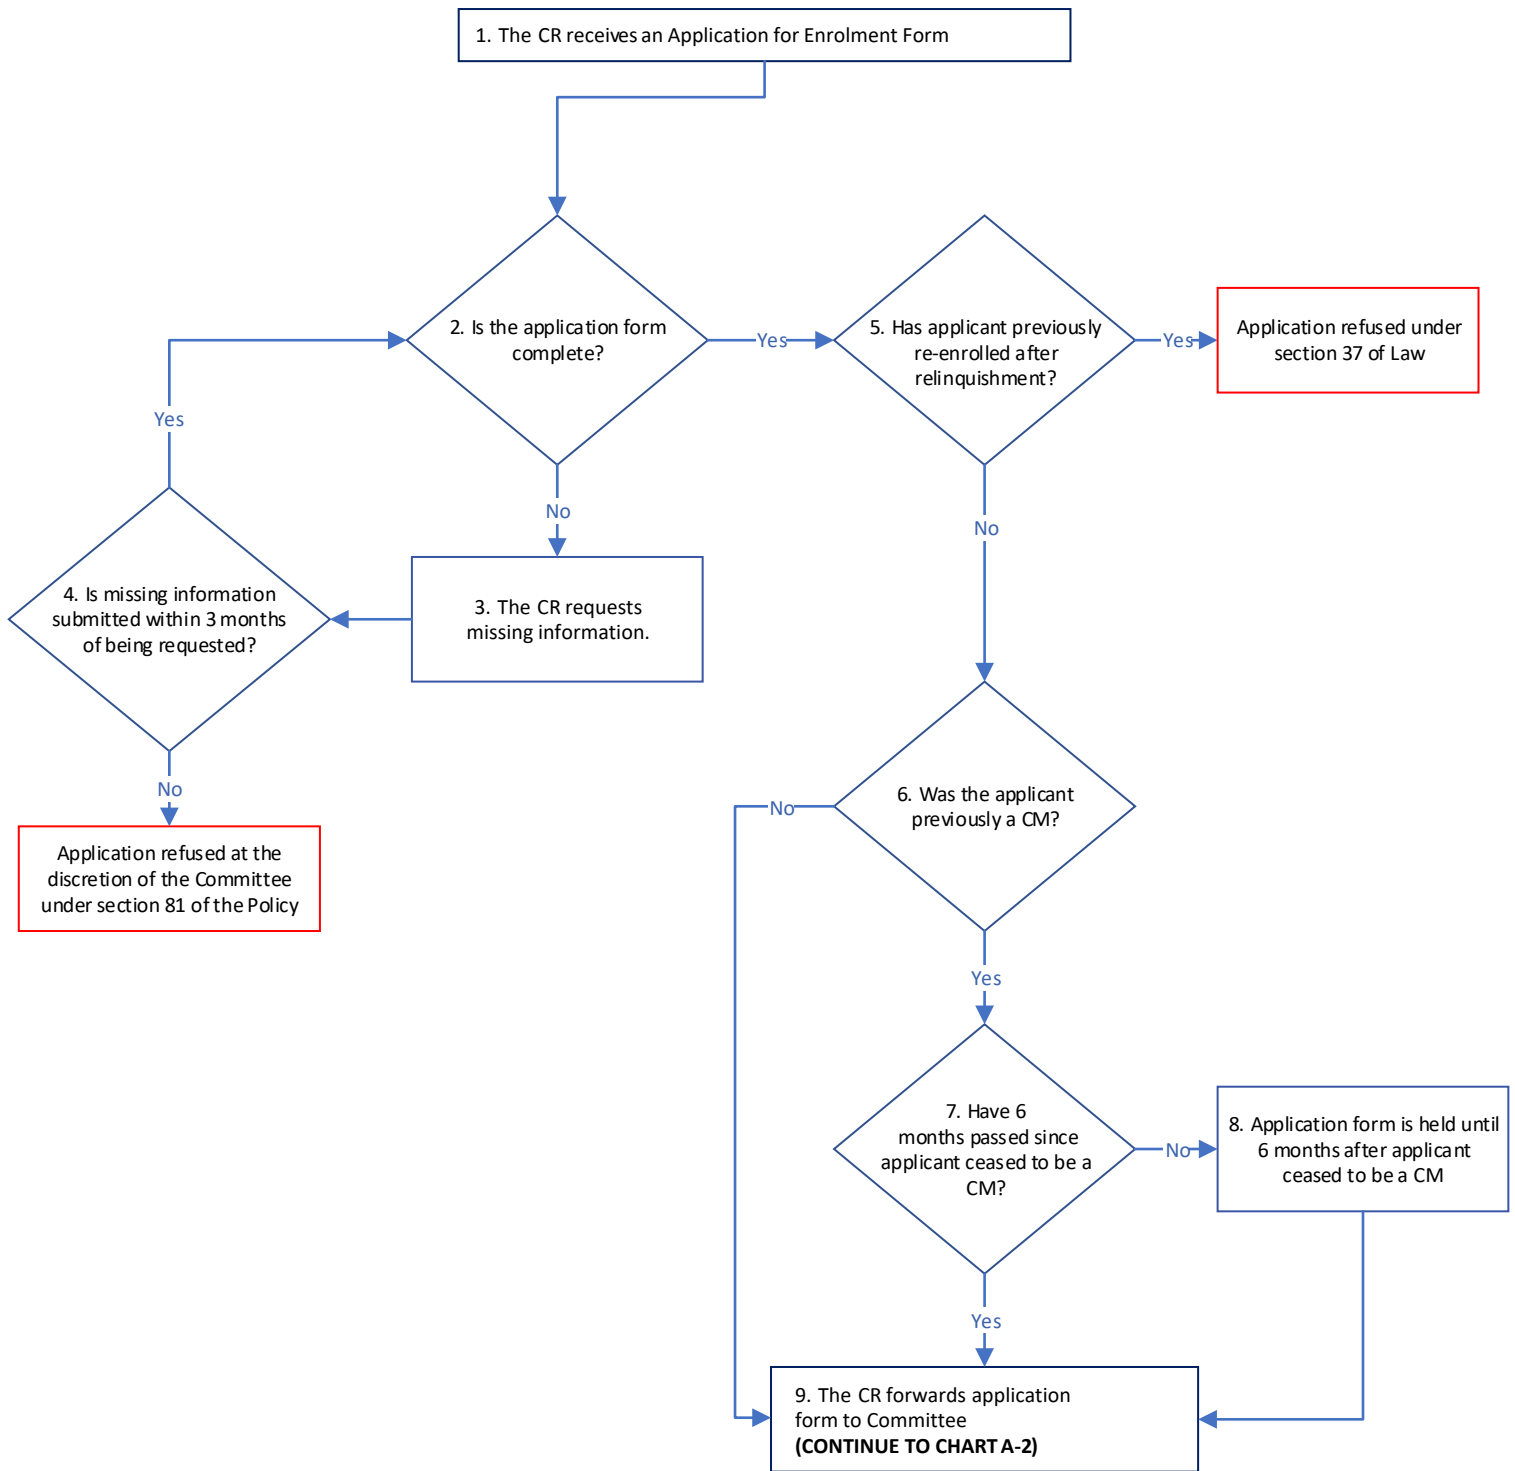 1. The CR receives an Application for Enrolment Form
2. Is the application form
complete?
Yes
5. Has applicant previously
re-enrolled after
relinquishment?
Yes
Application refused under
section 37 of Law
Yes
No
No
4. Is missing information
submitted within 3 months
of being requested?
3. The CR requests
missing information.
No
Application refused at the
discretion of the Committee
under section 81 of the Policy
6. Was the applicant
previously a CM?
No
Yes
7. Have 6
months passed since
applicant ceased to be a
CM?
No
8. Application form is held until
6 months after applicant
ceased to be a CM
Yes
9. The CR forwards application
form to Committee
(CONTINUE TO CHART A-2)